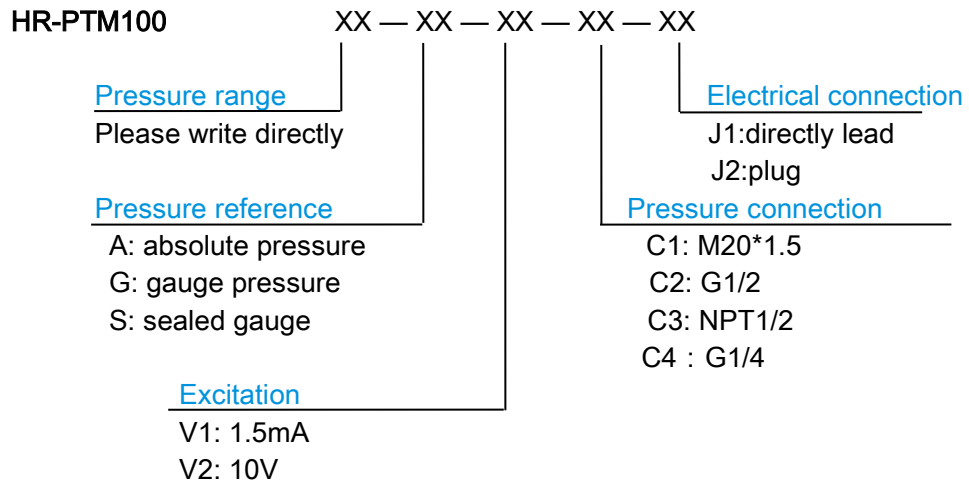 HR-PTM100 XX — XX — XX — XX — XX
Pressure range
Please write directly
Electrical connection
J1:directly lead
J2:plug
Pressure reference
A: absolute pressure
G: gauge pressure
S: sealed gauge
Pressure connection
C1: M20*1.5
C2: G1/2
C3: NPT1/2
C4 : G1/4
Excitation
V1: 1.5mA
V2: 10V